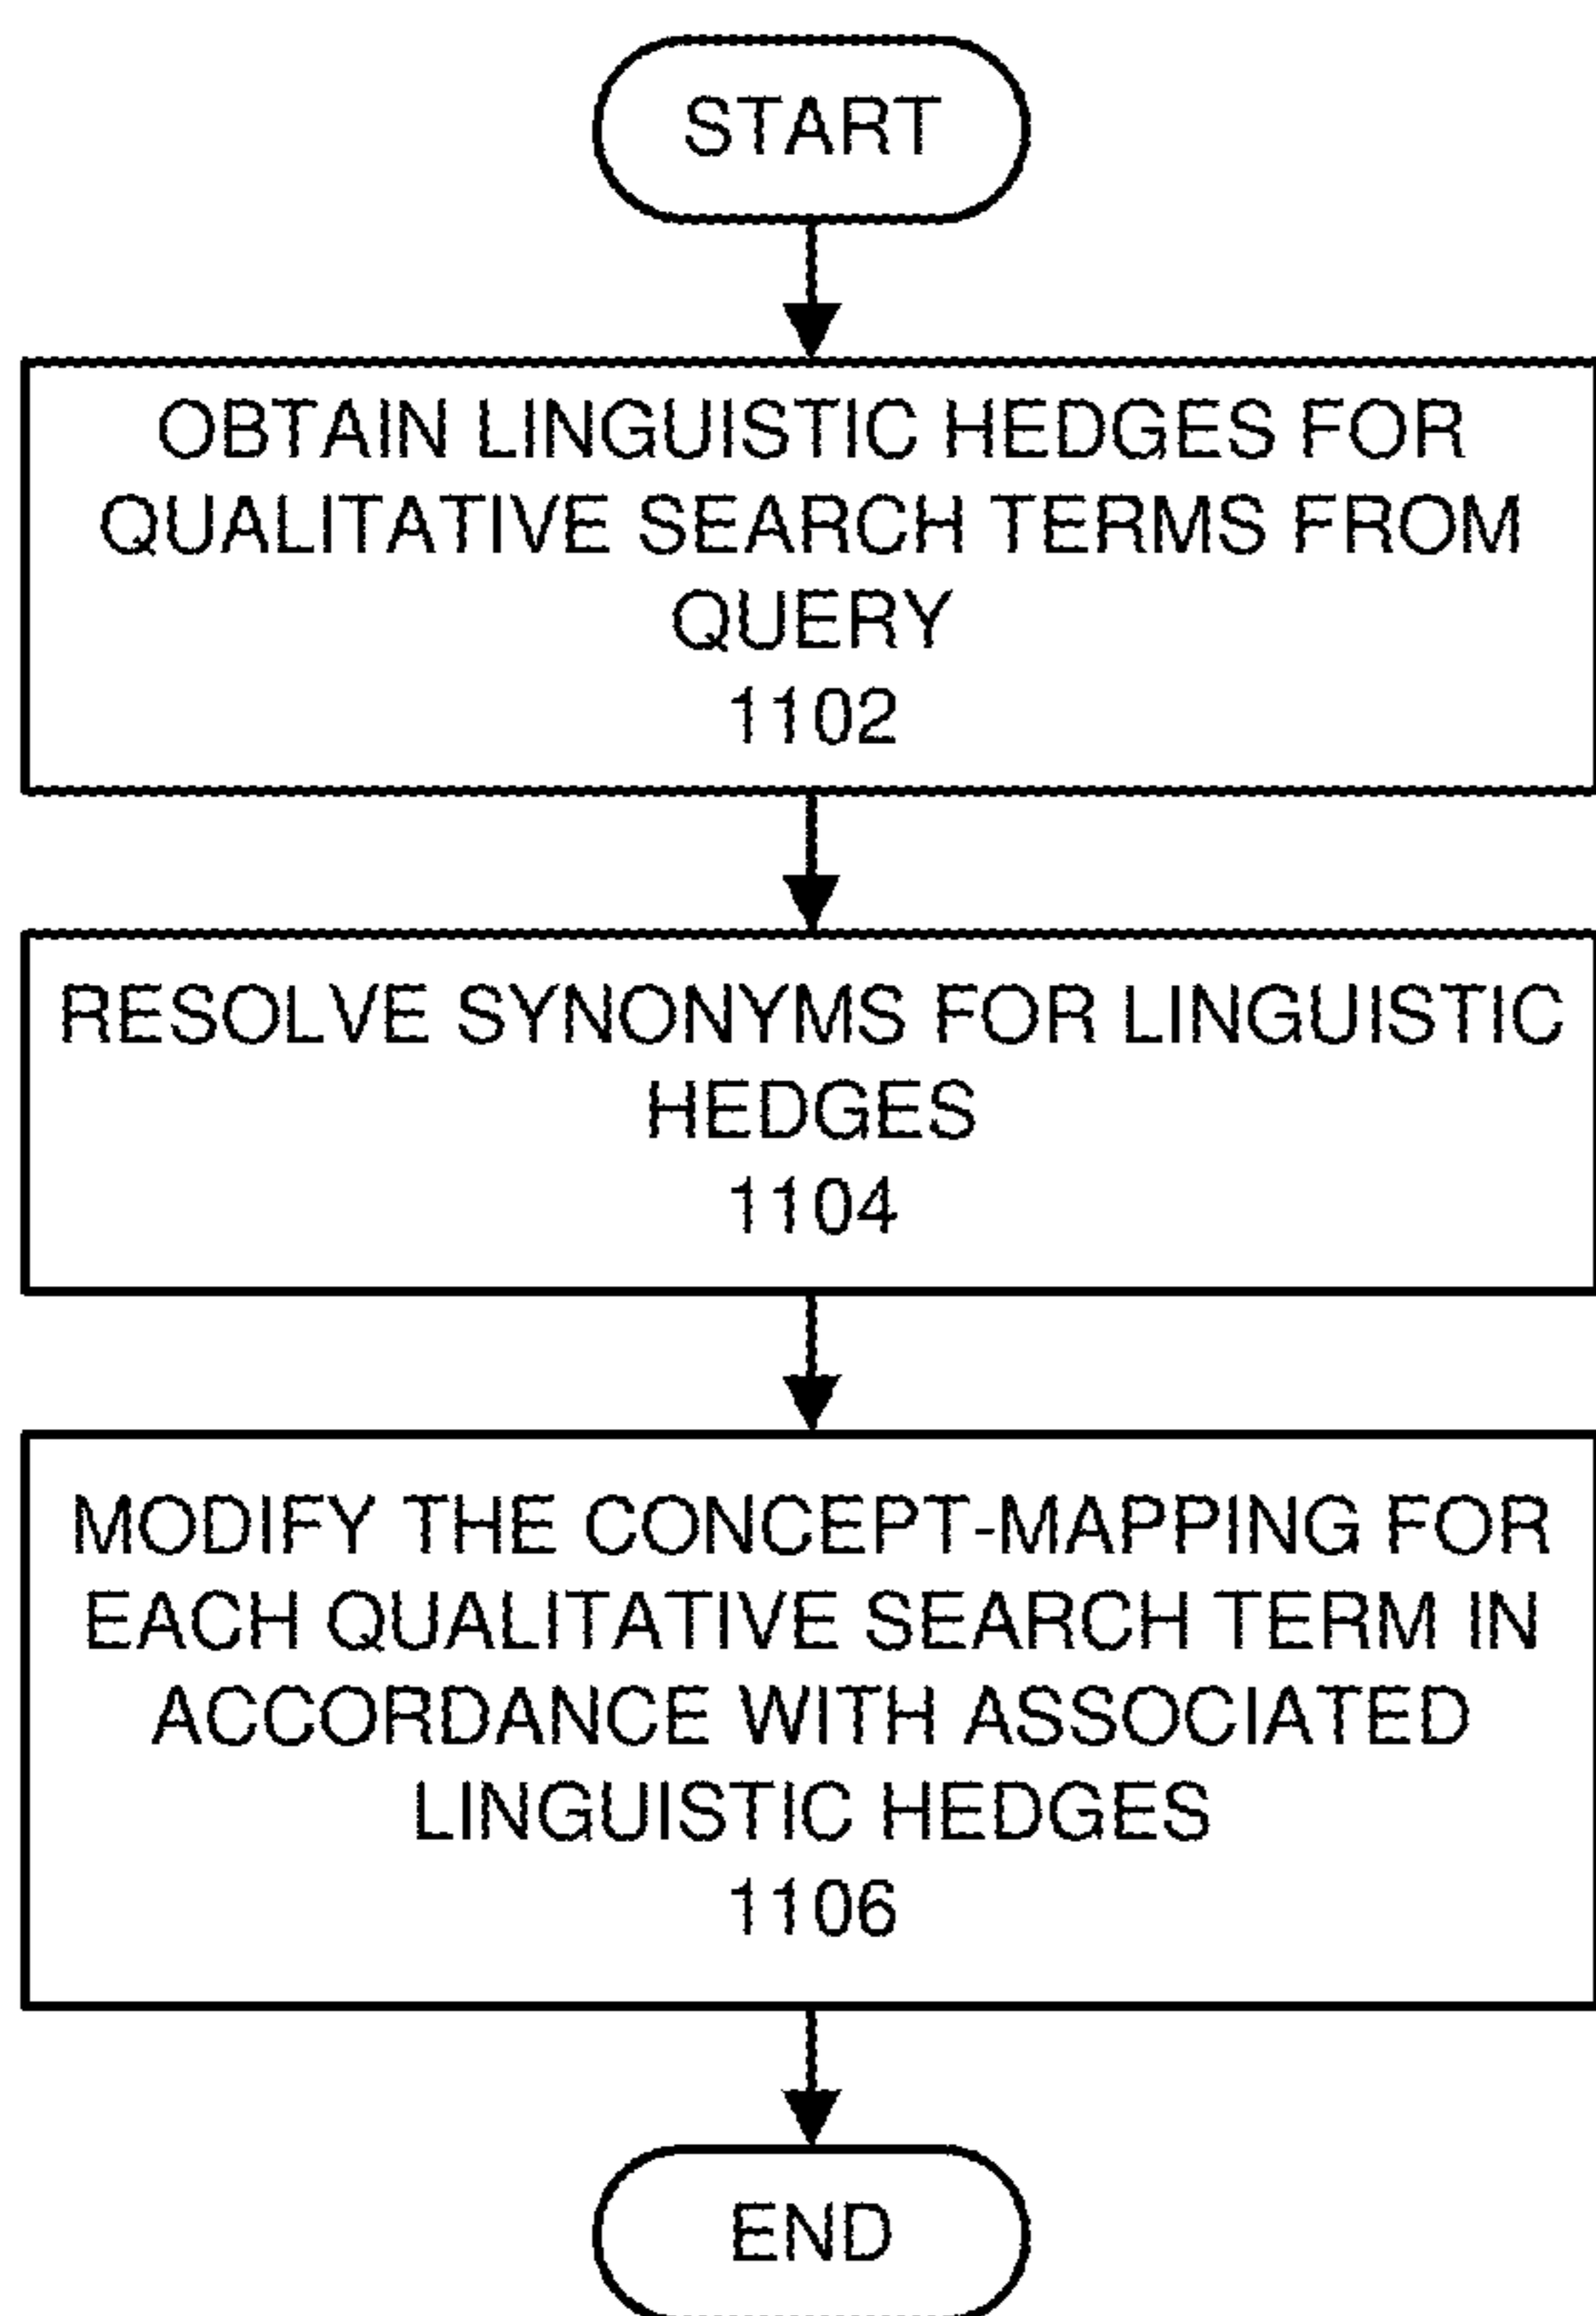 START
OBTAIN LINGUISTIC HEDGES FOR
QUALITATIVE SEARCH TERMS FROM
QUERY
1102
RESOLVE SYNONYMS FOR LINGUISTIC
HEDGES
1104
MODIFY THE CONCEPT-MAPPING FOR
EACH QUALITATIVE SEARCH TERM IN
ACCORDANCE WITH ASSOCIATED
LINGUISTIC HEDGES
1106
END